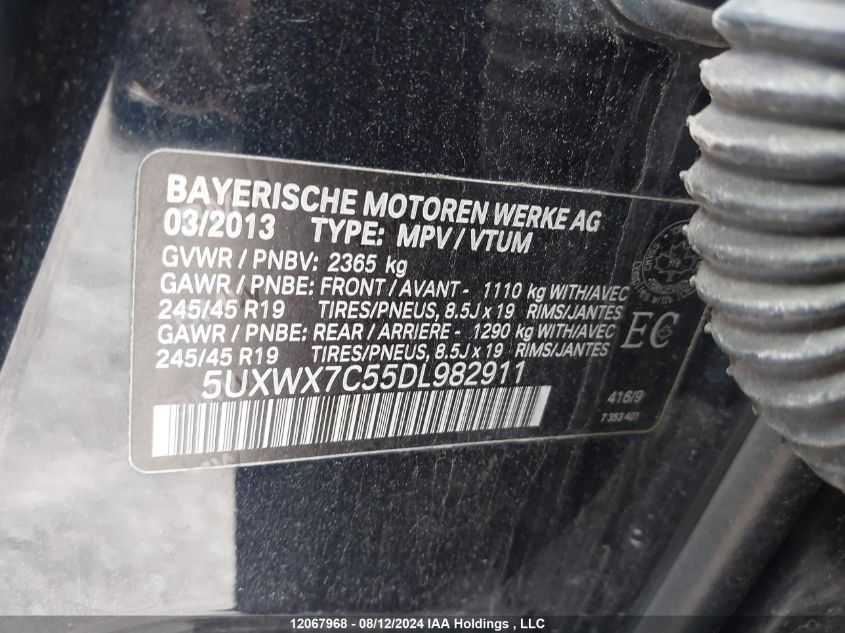 BAYERISCHE MOTOREN WERKE AG
03/2013 TYPE: MPV / VTUM
GVWR / PNBV: 2365 kg
GAWR / PNBE: FRONT / AVANT - 1110 kg WITH/AVEC
245/45 R19 TIRES/PNEUS, 8.5J x 19 RIMS/JANTES
GAWR / PNBE: REAR / ARRIERE - 1290 kg WITH/AVEC
245/45 R19 TIRES/PNEUS, 8.5J x 19 RIMS/JANTES
EC
5UXWX7C55DL982911
416/9
7 353 401
12067968 - 08/12/2024 IAA Holdings , LLC